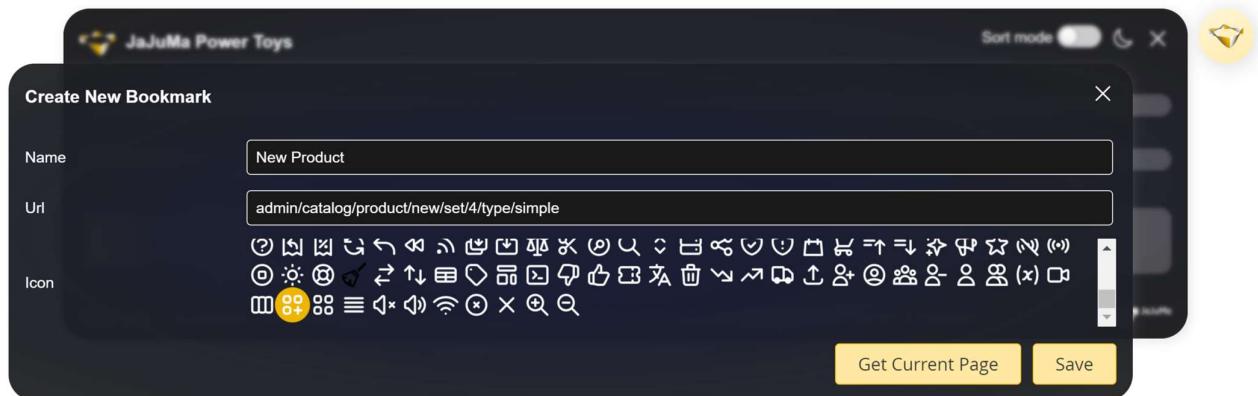 JaJuMa Power Toys
Sort mode
Create New Bookmark
Name
New Product
Url
admin/catalog/product/new/set/4/type/simple
Icon
JaJuMa
Get Current Page
Save